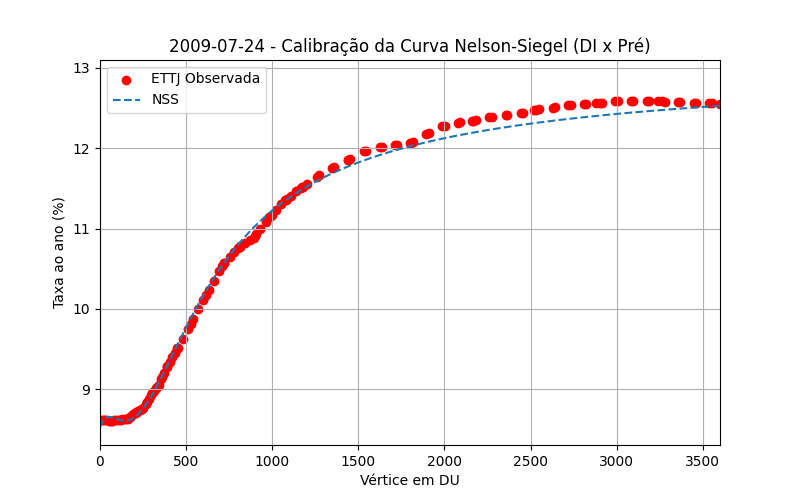 2009-07-24 - Calibração da Curva Nelson-Siegel (DI x Pré)
13
12
11
10
9
Taxa ao ano (%)
ETTJ Observada
NSS
0 500 1000 1500 2000 2500 3000 3500
Vértice em DU